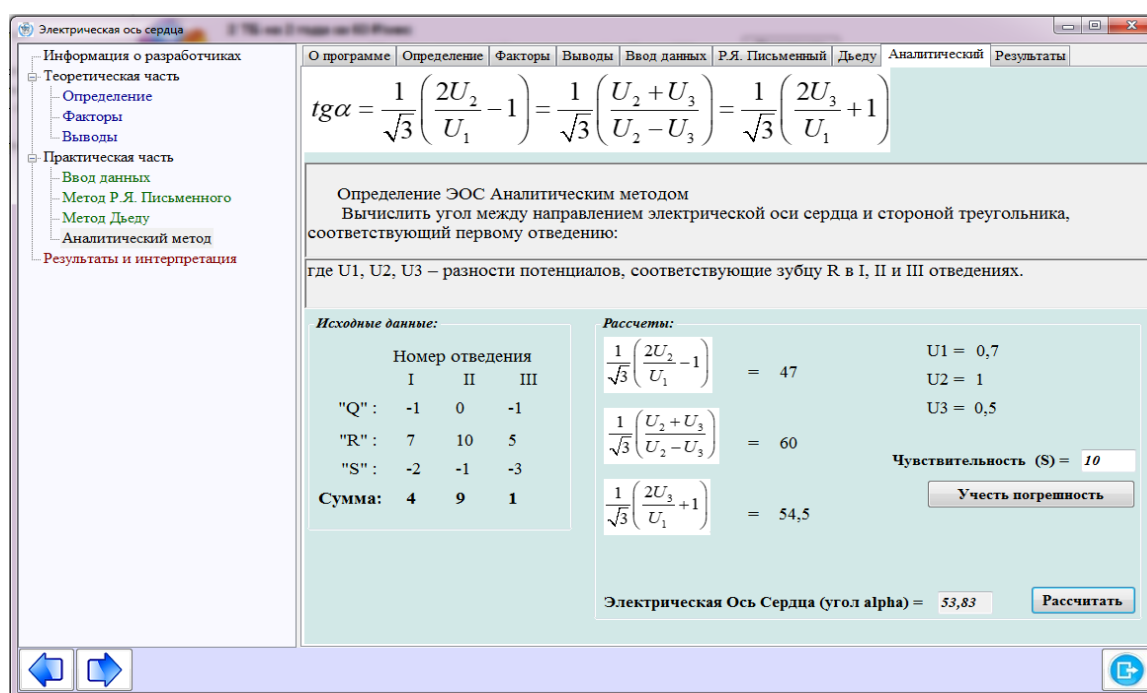 Электрическая ось сердца
Информация о разработчиках
Теоретическая часть
Определение
Факторы
Выводы
Практическая часть
Ввод данных
Метод Р.Я. Письменного
Метод Дьеду
Аналитический метод
Результаты и интерпретация
О программе Определение Факторы Выводы Ввод данных Р.Я. Письменный Дьеду Аналитический Результаты
tgα = 1/√3 (2U₂/U₁ − 1) = 1/√3 ((U₂ + U₃)/(U₂ − U₃)) = 1/√3 (2U₃/U₁ + 1)
Определение ЭОС Аналитическим методом
Вычислить угол между направлением электрической оси сердца и стороной треугольника,
соответствующий первому отведению:
где U1, U2, U3 – разности потенциалов, соответствующие зубцу R в I, II и III отведениях.
Исходные данные:
Номер отведения
I II III
"Q" : -1 0 -1
"R" : 7 10 5
"S" : -2 -1 -3
Сумма: 4 9 1
Рассчеты:
1/√3 (2U₂/U₁ − 1) = 47
1/√3 ((U₂ + U₃)/(U₂ − U₃)) = 60
1/√3 (2U₃/U₁ + 1) = 54,5
U1 = 0,7
U2 = 1
U3 = 0,5
Чувствительность (S) = 10
Учесть погрешность
Электрическая Ось Сердца (угол alpha) = 53,83
Рассчитать